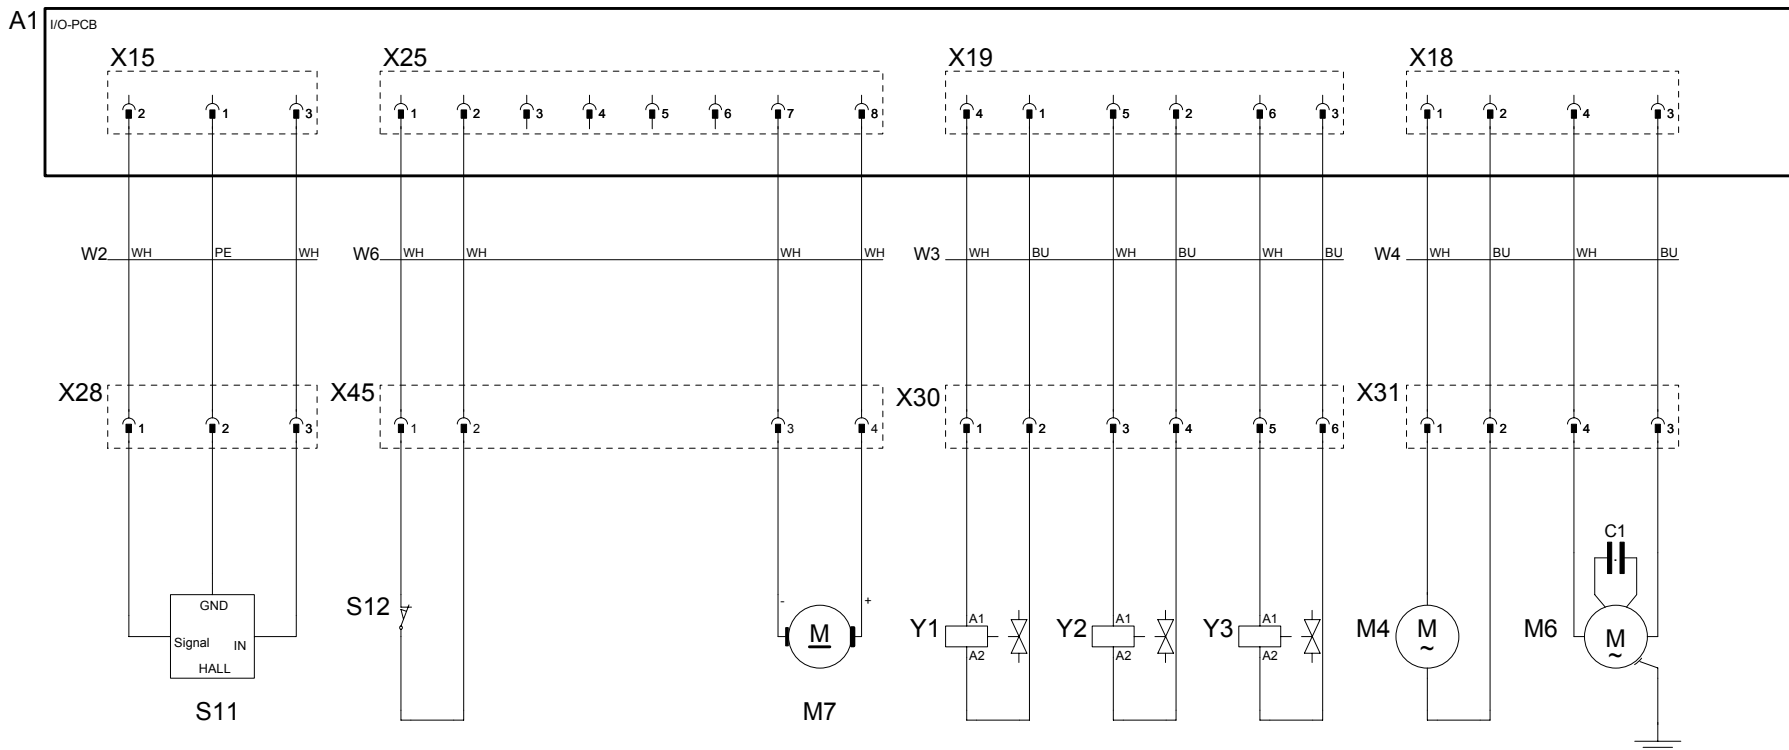 A1 I/O-PCB
X15 X25 X19 X18
2 1 3 1 2 3 4 5 6 7 8 4 1 5 2 6 3 1 2 4 3
W2 WH PE WH W6 WH WH WH WH W3 WH BU WH BU WH BU W4 WH BU WH BU
X28 X45 X30 X31
1 2 3 1 2 3 4 1 2 3 4 5 6 1 2 4 3
C1
GND S12 - + A1 A1 A1
Signal IN M Y1 Y2 Y3 M4 M ~ M6 M ~
HALL A2 A2 A2
S11 M7